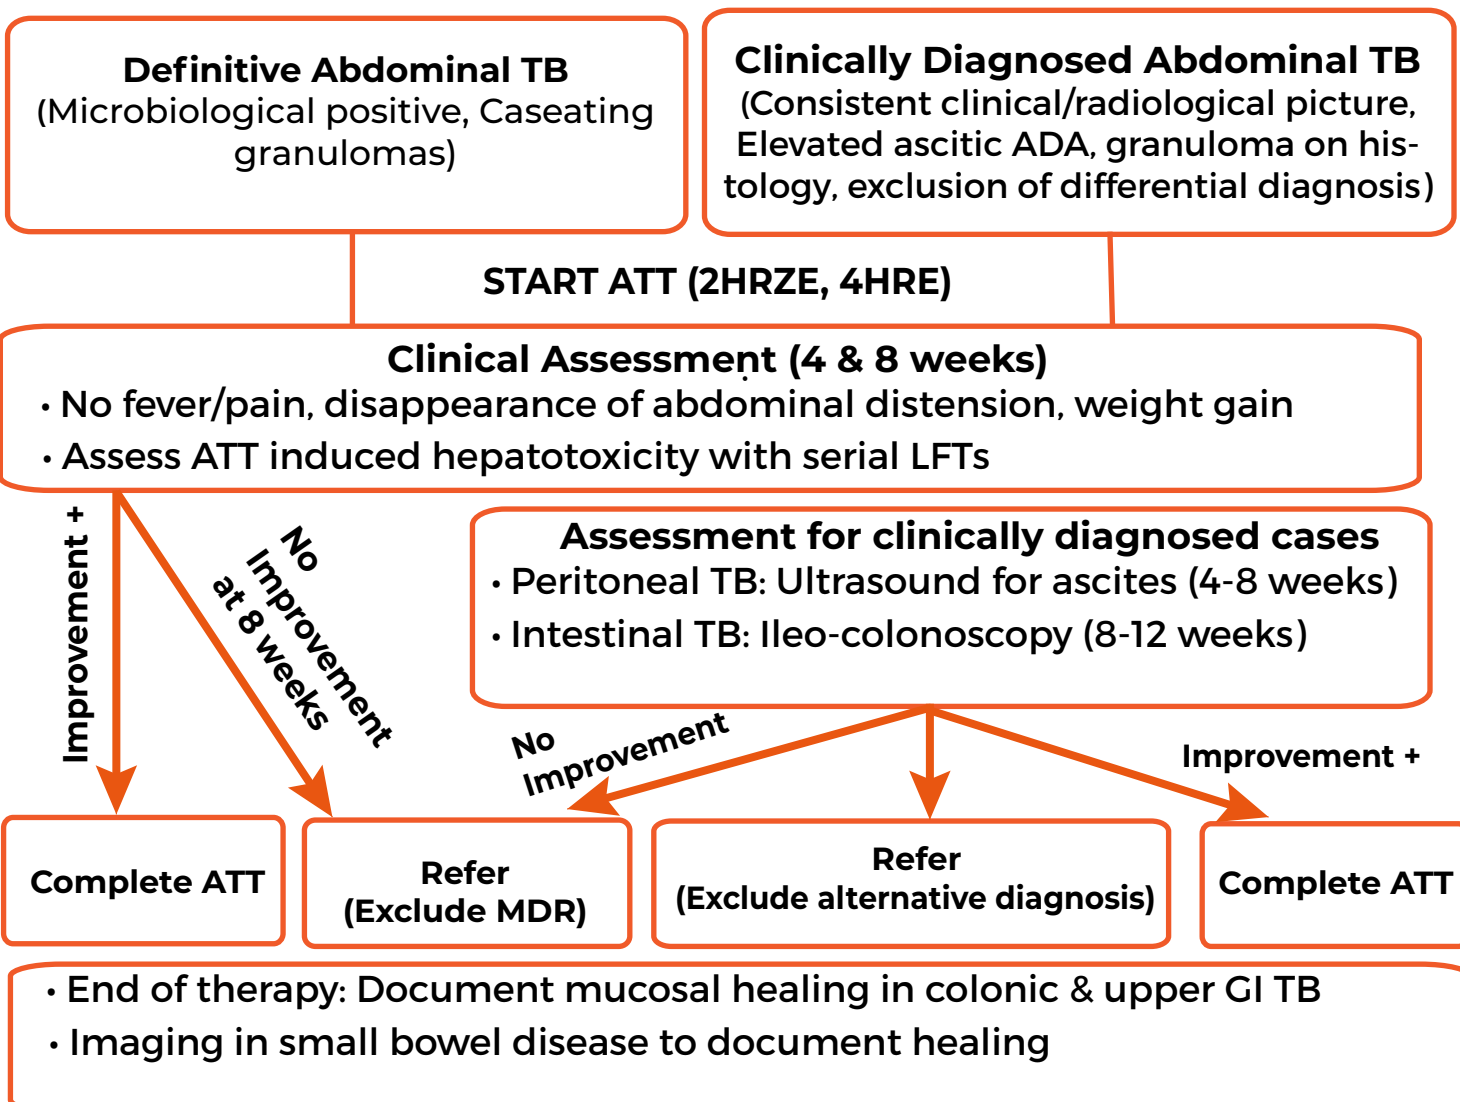 Definitive Abdominal TB
(Microbiological positive, Caseating
granulomas)
Clinically Diagnosed Abdominal TB
(Consistent clinical/radiological picture,
Elevated ascitic ADA, granuloma on his-
tology, exclusion of differential diagnosis)
START ATT (2HRZE, 4HRE)
Clinical Assessment (4 & 8 weeks)
• No fever/pain, disappearance of abdominal distension, weight gain
• Assess ATT induced hepatotoxicity with serial LFTs
Improvement +
No
Improvement
at 8 weeks
Assessment for clinically diagnosed cases
• Peritoneal TB: Ultrasound for ascites (4-8 weeks)
• Intestinal TB: Ileo-colonoscopy (8-12 weeks)
No
Improvement
Improvement +
Complete ATT
Refer
(Exclude MDR)
Refer
(Exclude alternative diagnosis)
Complete ATT
• End of therapy: Document mucosal healing in colonic & upper GI TB
• Imaging in small bowel disease to document healing